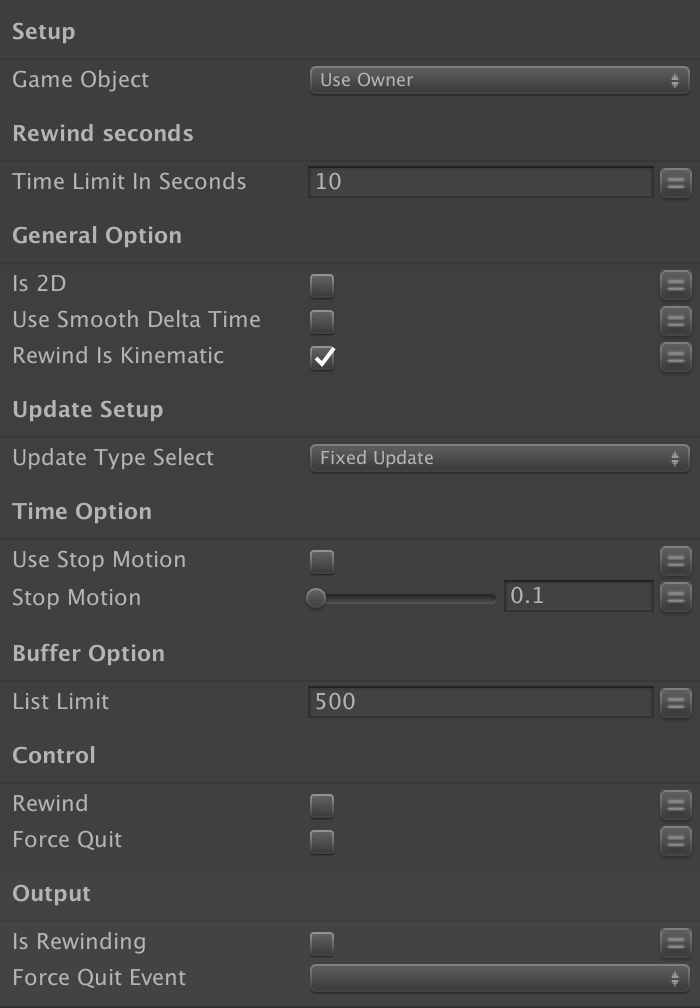 Setup
Game Object Use Owner
Rewind seconds
Time Limit In Seconds 10
General Option
Is 2D
Use Smooth Delta Time
Rewind Is Kinematic
Update Setup
Update Type Select Fixed Update
Time Option
Use Stop Motion
Stop Motion 0.1
Buffer Option
List Limit 500
Control
Rewind
Force Quit
Output
Is Rewinding
Force Quit Event